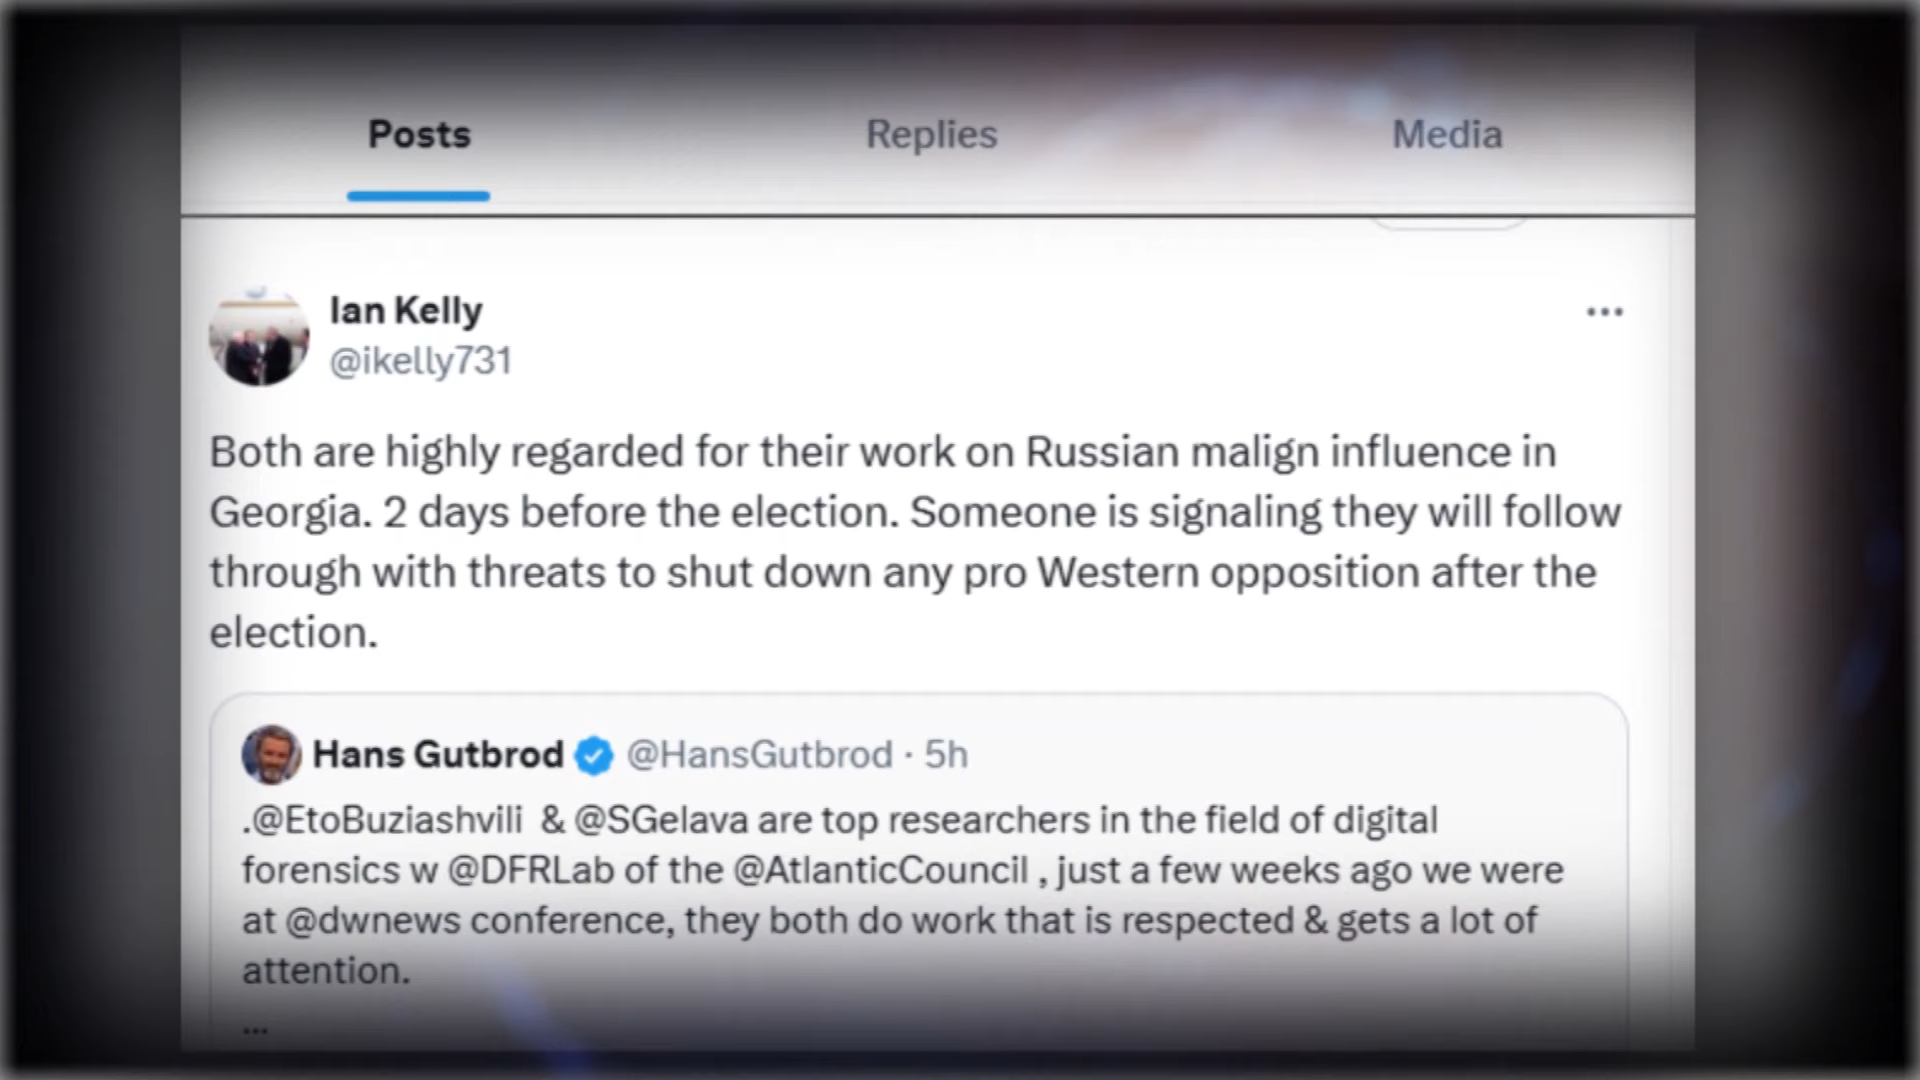 Posts Replies Media
Ian Kelly
@ikelly731
Both are highly regarded for their work on Russian malign influence in
Georgia. 2 days before the election. Someone is signaling they will follow
through with threats to shut down any pro Western opposition after the
election.
Hans Gutbrod @HansGutbrod · 5h
.@EtoBuziashvili & @SGelava are top researchers in the field of digital
forensics w @DFRLab of the @AtlanticCouncil , just a few weeks ago we were
at @dwnews conference, they both do work that is respected & gets a lot of
attention.
...